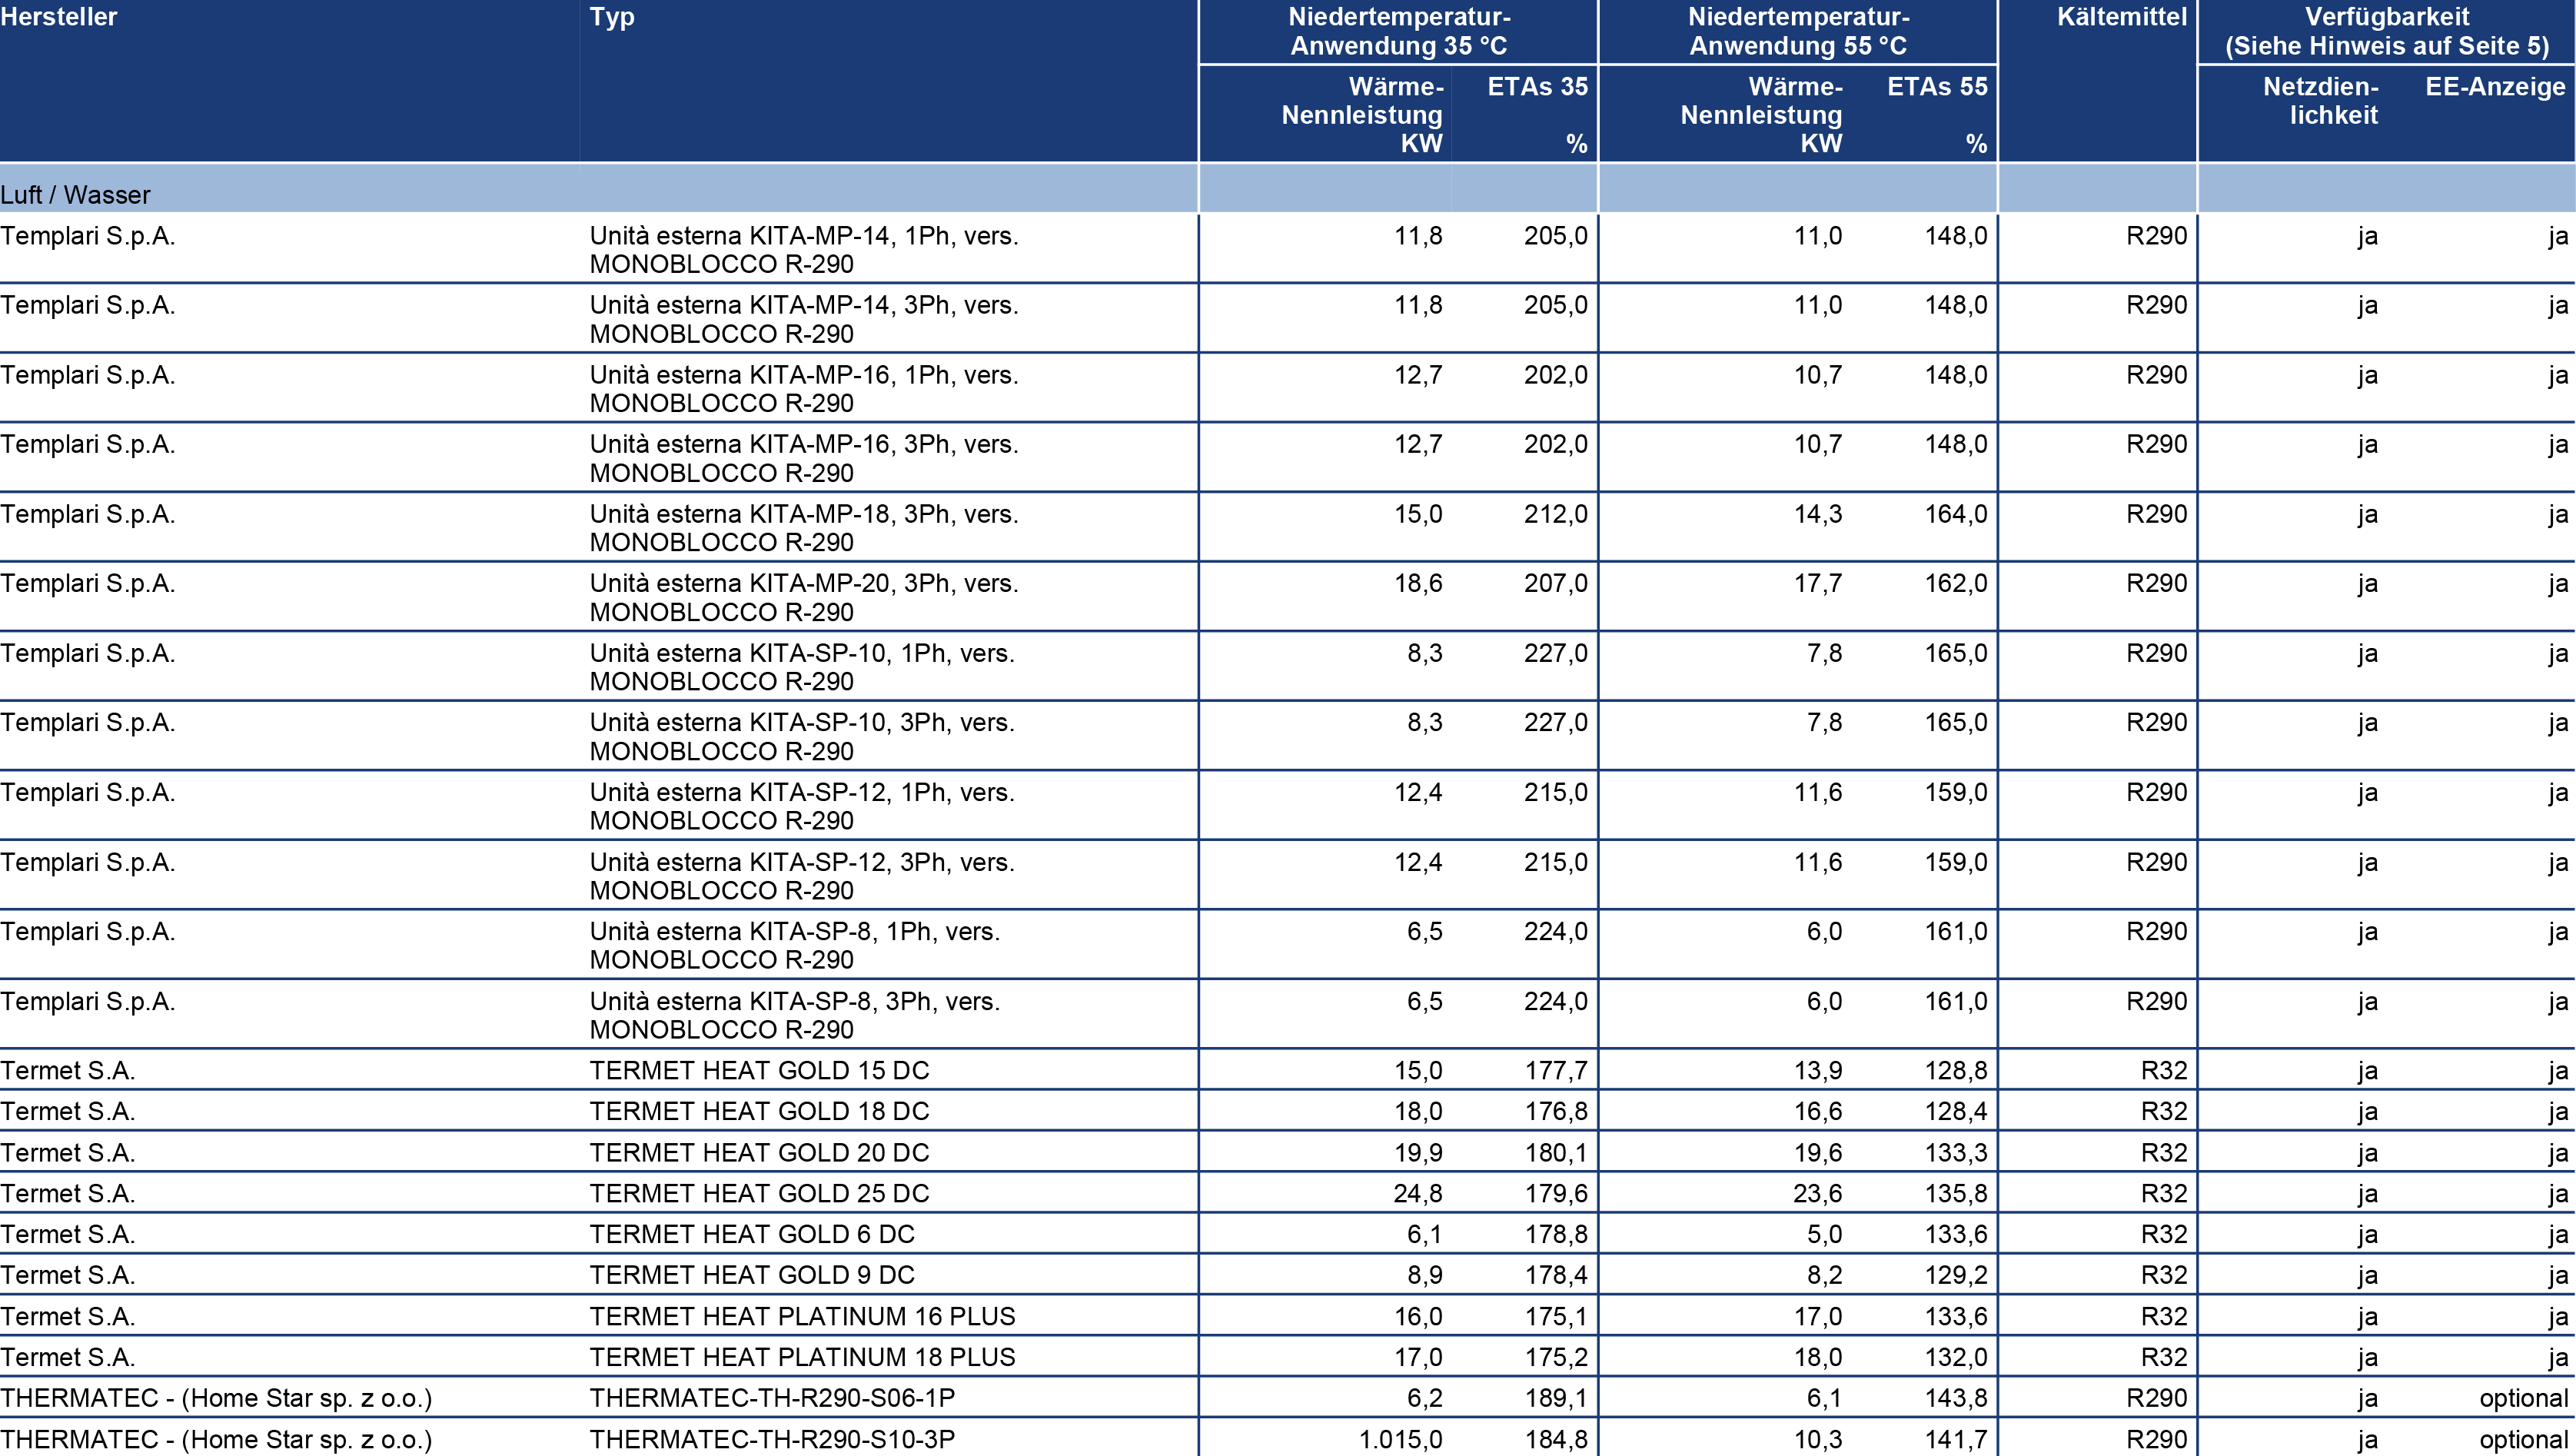 Hersteller Typ Niedertemperatur- Niedertemperatur- Kältemittel Verfügbarkeit
Anwendung 35 °C Anwendung 55 °C (Siehe Hinweis auf Seite 5)
Wärme- ETAs 35 Wärme- ETAs 55 Netzdien- EE-Anzeige
Nennleistung Nennleistung lichkeit
KW % KW %
Luft / Wasser
Templari S.p.A. Unità esterna KITA-MP-14, 1Ph, vers. 11,8 205,0 11,0 148,0 R290 ja ja
MONOBLOCCO R-290
Templari S.p.A. Unità esterna KITA-MP-14, 3Ph, vers. 11,8 205,0 11,0 148,0 R290 ja ja
MONOBLOCCO R-290
Templari S.p.A. Unità esterna KITA-MP-16, 1Ph, vers. 12,7 202,0 10,7 148,0 R290 ja ja
MONOBLOCCO R-290
Templari S.p.A. Unità esterna KITA-MP-16, 3Ph, vers. 12,7 202,0 10,7 148,0 R290 ja ja
MONOBLOCCO R-290
Templari S.p.A. Unità esterna KITA-MP-18, 3Ph, vers. 15,0 212,0 14,3 164,0 R290 ja ja
MONOBLOCCO R-290
Templari S.p.A. Unità esterna KITA-MP-20, 3Ph, vers. 18,6 207,0 17,7 162,0 R290 ja ja
MONOBLOCCO R-290
Templari S.p.A. Unità esterna KITA-SP-10, 1Ph, vers. 8,3 227,0 7,8 165,0 R290 ja ja
MONOBLOCCO R-290
Templari S.p.A. Unità esterna KITA-SP-10, 3Ph, vers. 8,3 227,0 7,8 165,0 R290 ja ja
MONOBLOCCO R-290
Templari S.p.A. Unità esterna KITA-SP-12, 1Ph, vers. 12,4 215,0 11,6 159,0 R290 ja ja
MONOBLOCCO R-290
Templari S.p.A. Unità esterna KITA-SP-12, 3Ph, vers. 12,4 215,0 11,6 159,0 R290 ja ja
MONOBLOCCO R-290
Templari S.p.A. Unità esterna KITA-SP-8, 1Ph, vers. 6,5 224,0 6,0 161,0 R290 ja ja
MONOBLOCCO R-290
Templari S.p.A. Unità esterna KITA-SP-8, 3Ph, vers. 6,5 224,0 6,0 161,0 R290 ja ja
MONOBLOCCO R-290
Termet S.A. TERMET HEAT GOLD 15 DC 15,0 177,7 13,9 128,8 R32 ja ja
Termet S.A. TERMET HEAT GOLD 18 DC 18,0 176,8 16,6 128,4 R32 ja ja
Termet S.A. TERMET HEAT GOLD 20 DC 19,9 180,1 19,6 133,3 R32 ja ja
Termet S.A. TERMET HEAT GOLD 25 DC 24,8 179,6 23,6 135,8 R32 ja ja
Termet S.A. TERMET HEAT GOLD 6 DC 6,1 178,8 5,0 133,6 R32 ja ja
Termet S.A. TERMET HEAT GOLD 9 DC 8,9 178,4 8,2 129,2 R32 ja ja
Termet S.A. TERMET HEAT PLATINUM 16 PLUS 16,0 175,1 17,0 133,6 R32 ja ja
Termet S.A. TERMET HEAT PLATINUM 18 PLUS 17,0 175,2 18,0 132,0 R32 ja ja
THERMATEC - (Home Star sp. z o.o.) THERMATEC-TH-R290-S06-1P 6,2 189,1 6,1 143,8 R290 ja optional
THERMATEC - (Home Star sp. z o.o.) THERMATEC-TH-R290-S10-3P 1.015,0 184,8 10,3 141,7 R290 ja optional